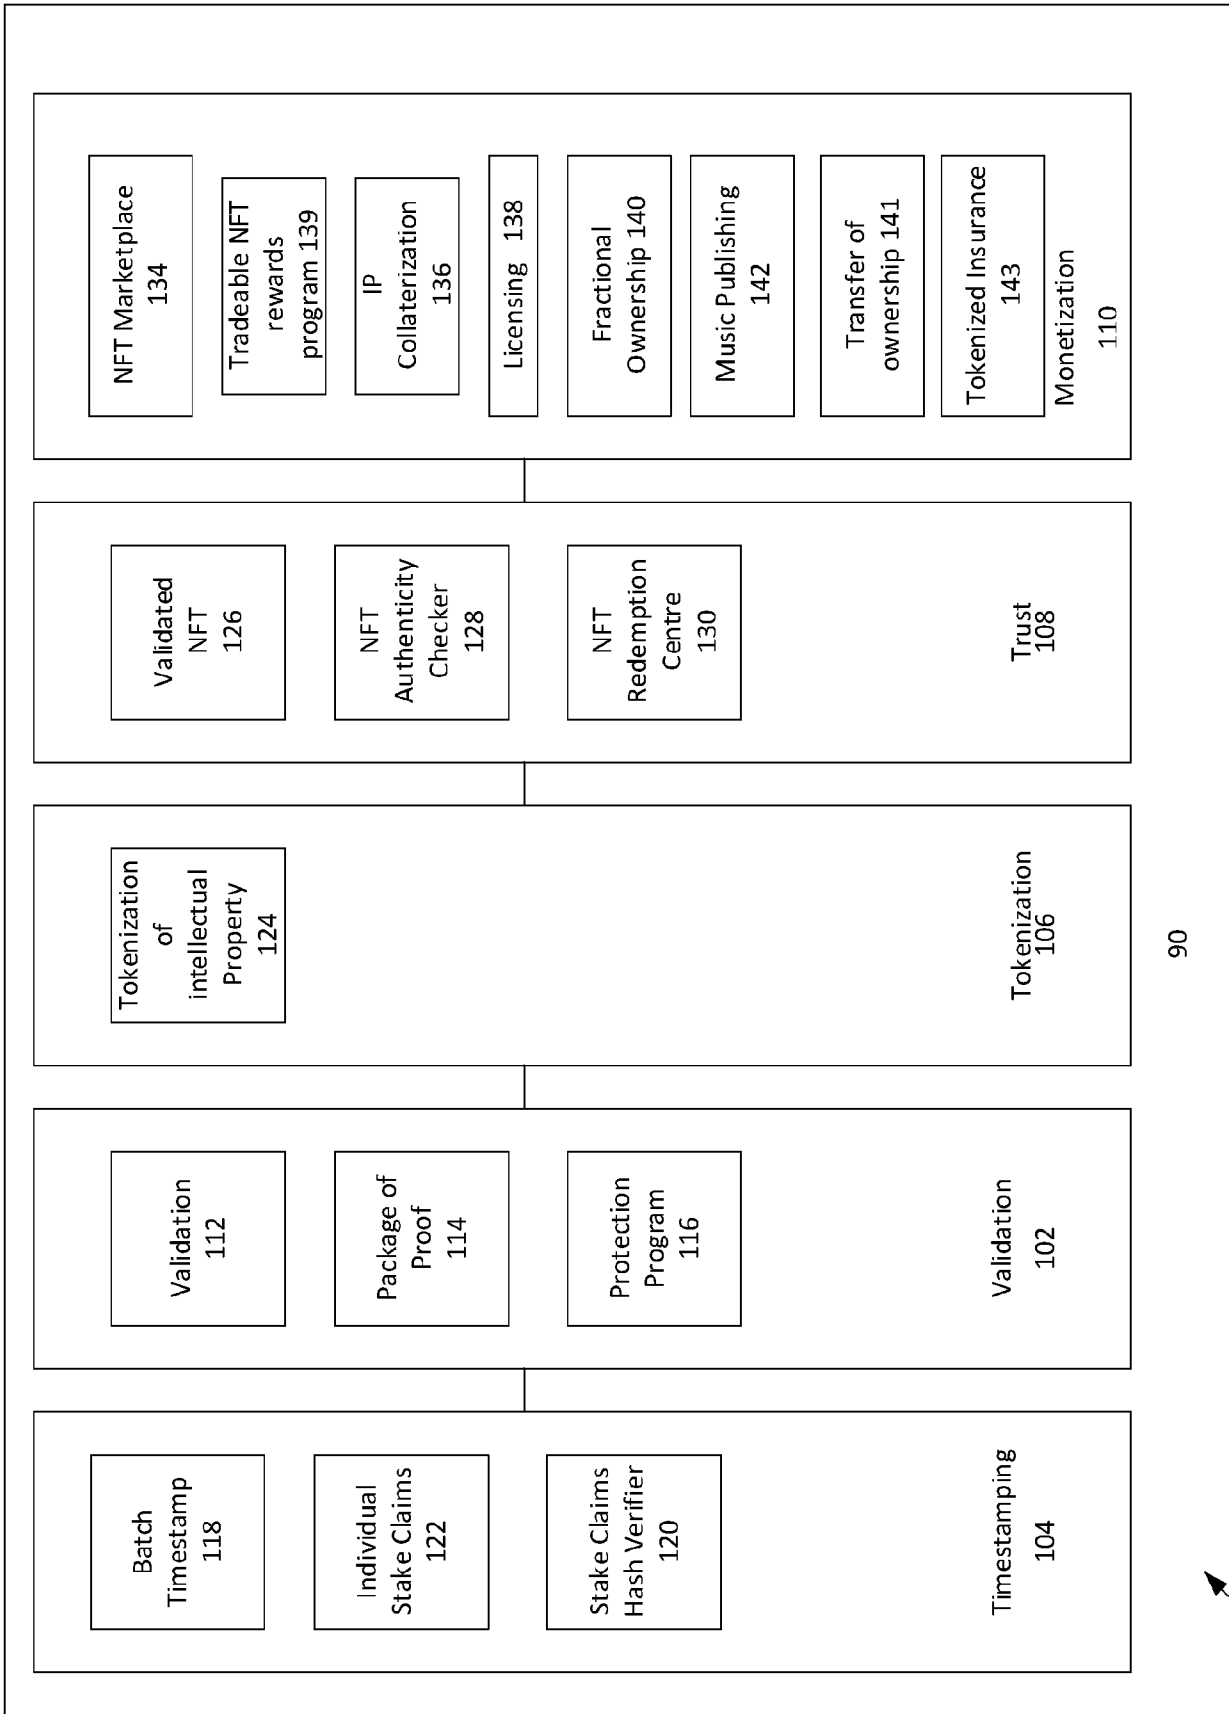 Batch
Timestamp
118
Individual
Stake Claims
122
Stake Claims
Hash Verifier
120
Timestamping
104
Validation
112
Package of
Proof
114
Protection
Program
116
Validation
102
Tokenization
of
intellectual
Property
124
Tokenization
106
Validated
NFT
126
NFT
Authenticity
Checker
128
NFT
Redemption
Centre
130
Trust
108
NFT Marketplace
134
Tradeable NFT
rewards
program 139
IP
Collaterization
136
Licensing 138
Fractional
Ownership 140
Music Publishing
142
Transfer of
ownership 141
Tokenized Insurance
143
Monetization
110
90